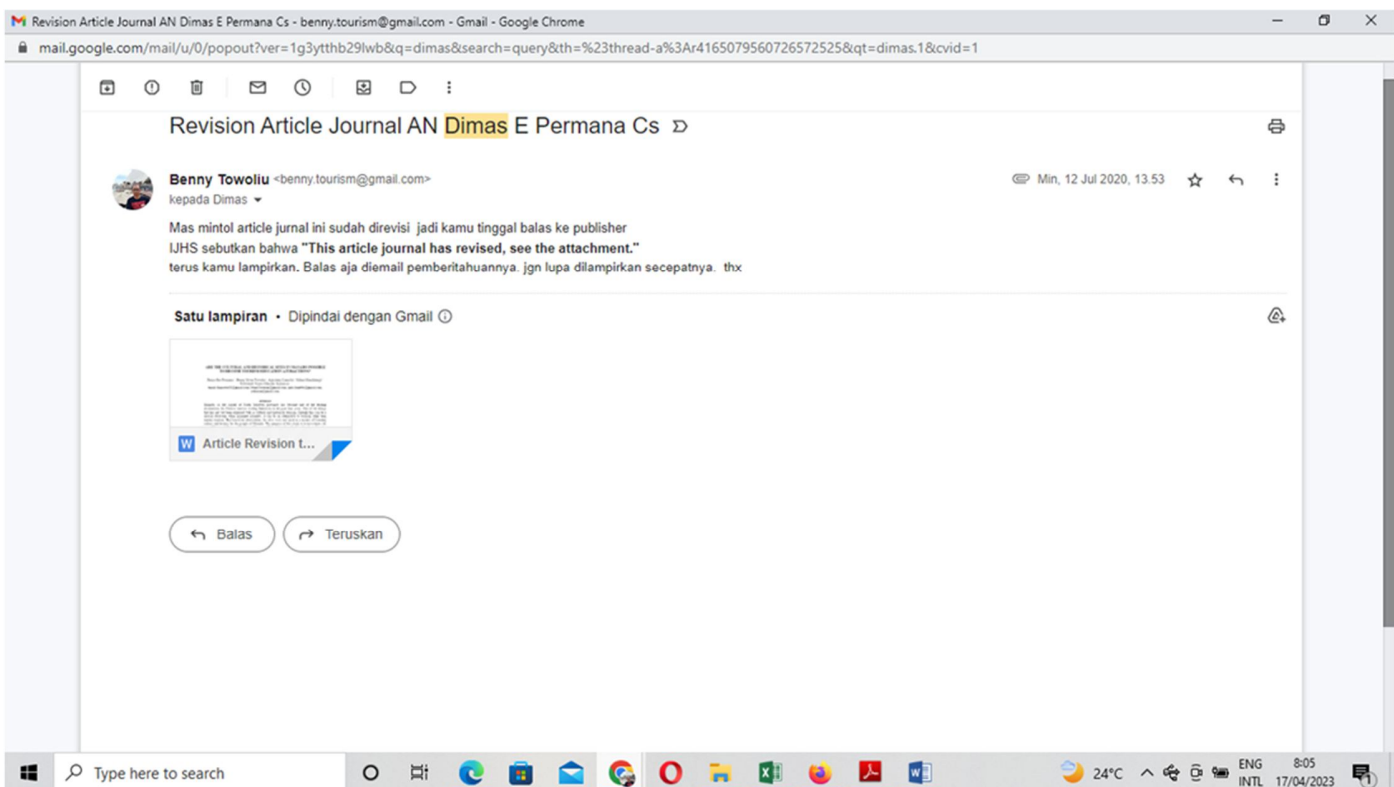 Revision Article Journal AN Dimas E Permana Cs - benny.tourism@gmail.com - Gmail - Google Chrome
mail.google.com/mail/u/0/popout?ver=1g3ytthb29lwb&q=dimas&search=query&th=%23thread-a%3Ar4165079560726572525&qt=dimas.1&cvid=1
Revision Article Journal AN Dimas E Permana Cs
Benny Towoliu <benny.tourism@gmail.com>
Min, 12 Jul 2020, 13.53
kepada Dimas
Mas mintol article jurnal ini sudah direvisi jadi kamu tinggal balas ke publisher
IJHS sebutkan bahwa "This article journal has revised, see the attachment."
terus kamu lampirkan. Balas aja diemail pemberitahuannya. jgn lupa dilampirkan secepatnya. thx
Satu lampiran • Dipindai dengan Gmail
W Article Revision t...
Balas
Teruskan
Type here to search
24°C
ENG
INTL
8:05
17/04/2023
1